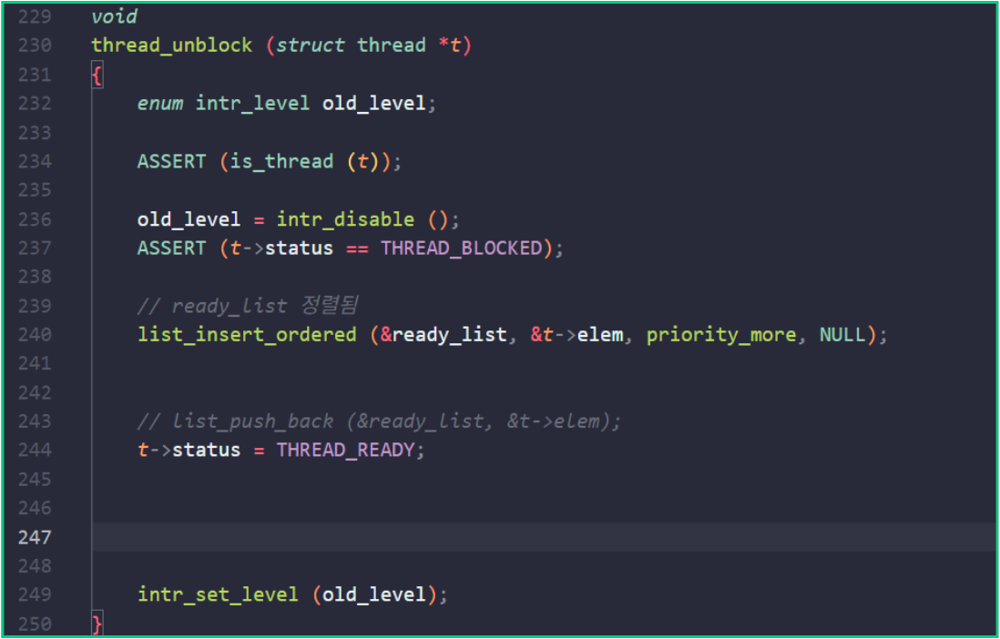 229 void
230 thread_unblock (struct thread *t)
231 {
232 enum intr_level old_level;
233
234 ASSERT (is_thread (t));
235
236 old_level = intr_disable ();
237 ASSERT (t->status == THREAD_BLOCKED);
238
239 // ready_list 정렬됨
240 list_insert_ordered (&ready_list, &t->elem, priority_more, NULL);
241
242
243 // list_push_back (&ready_list, &t->elem);
244 t->status = THREAD_READY;
245
246
247
248
249 intr_set_level (old_level);
250 }